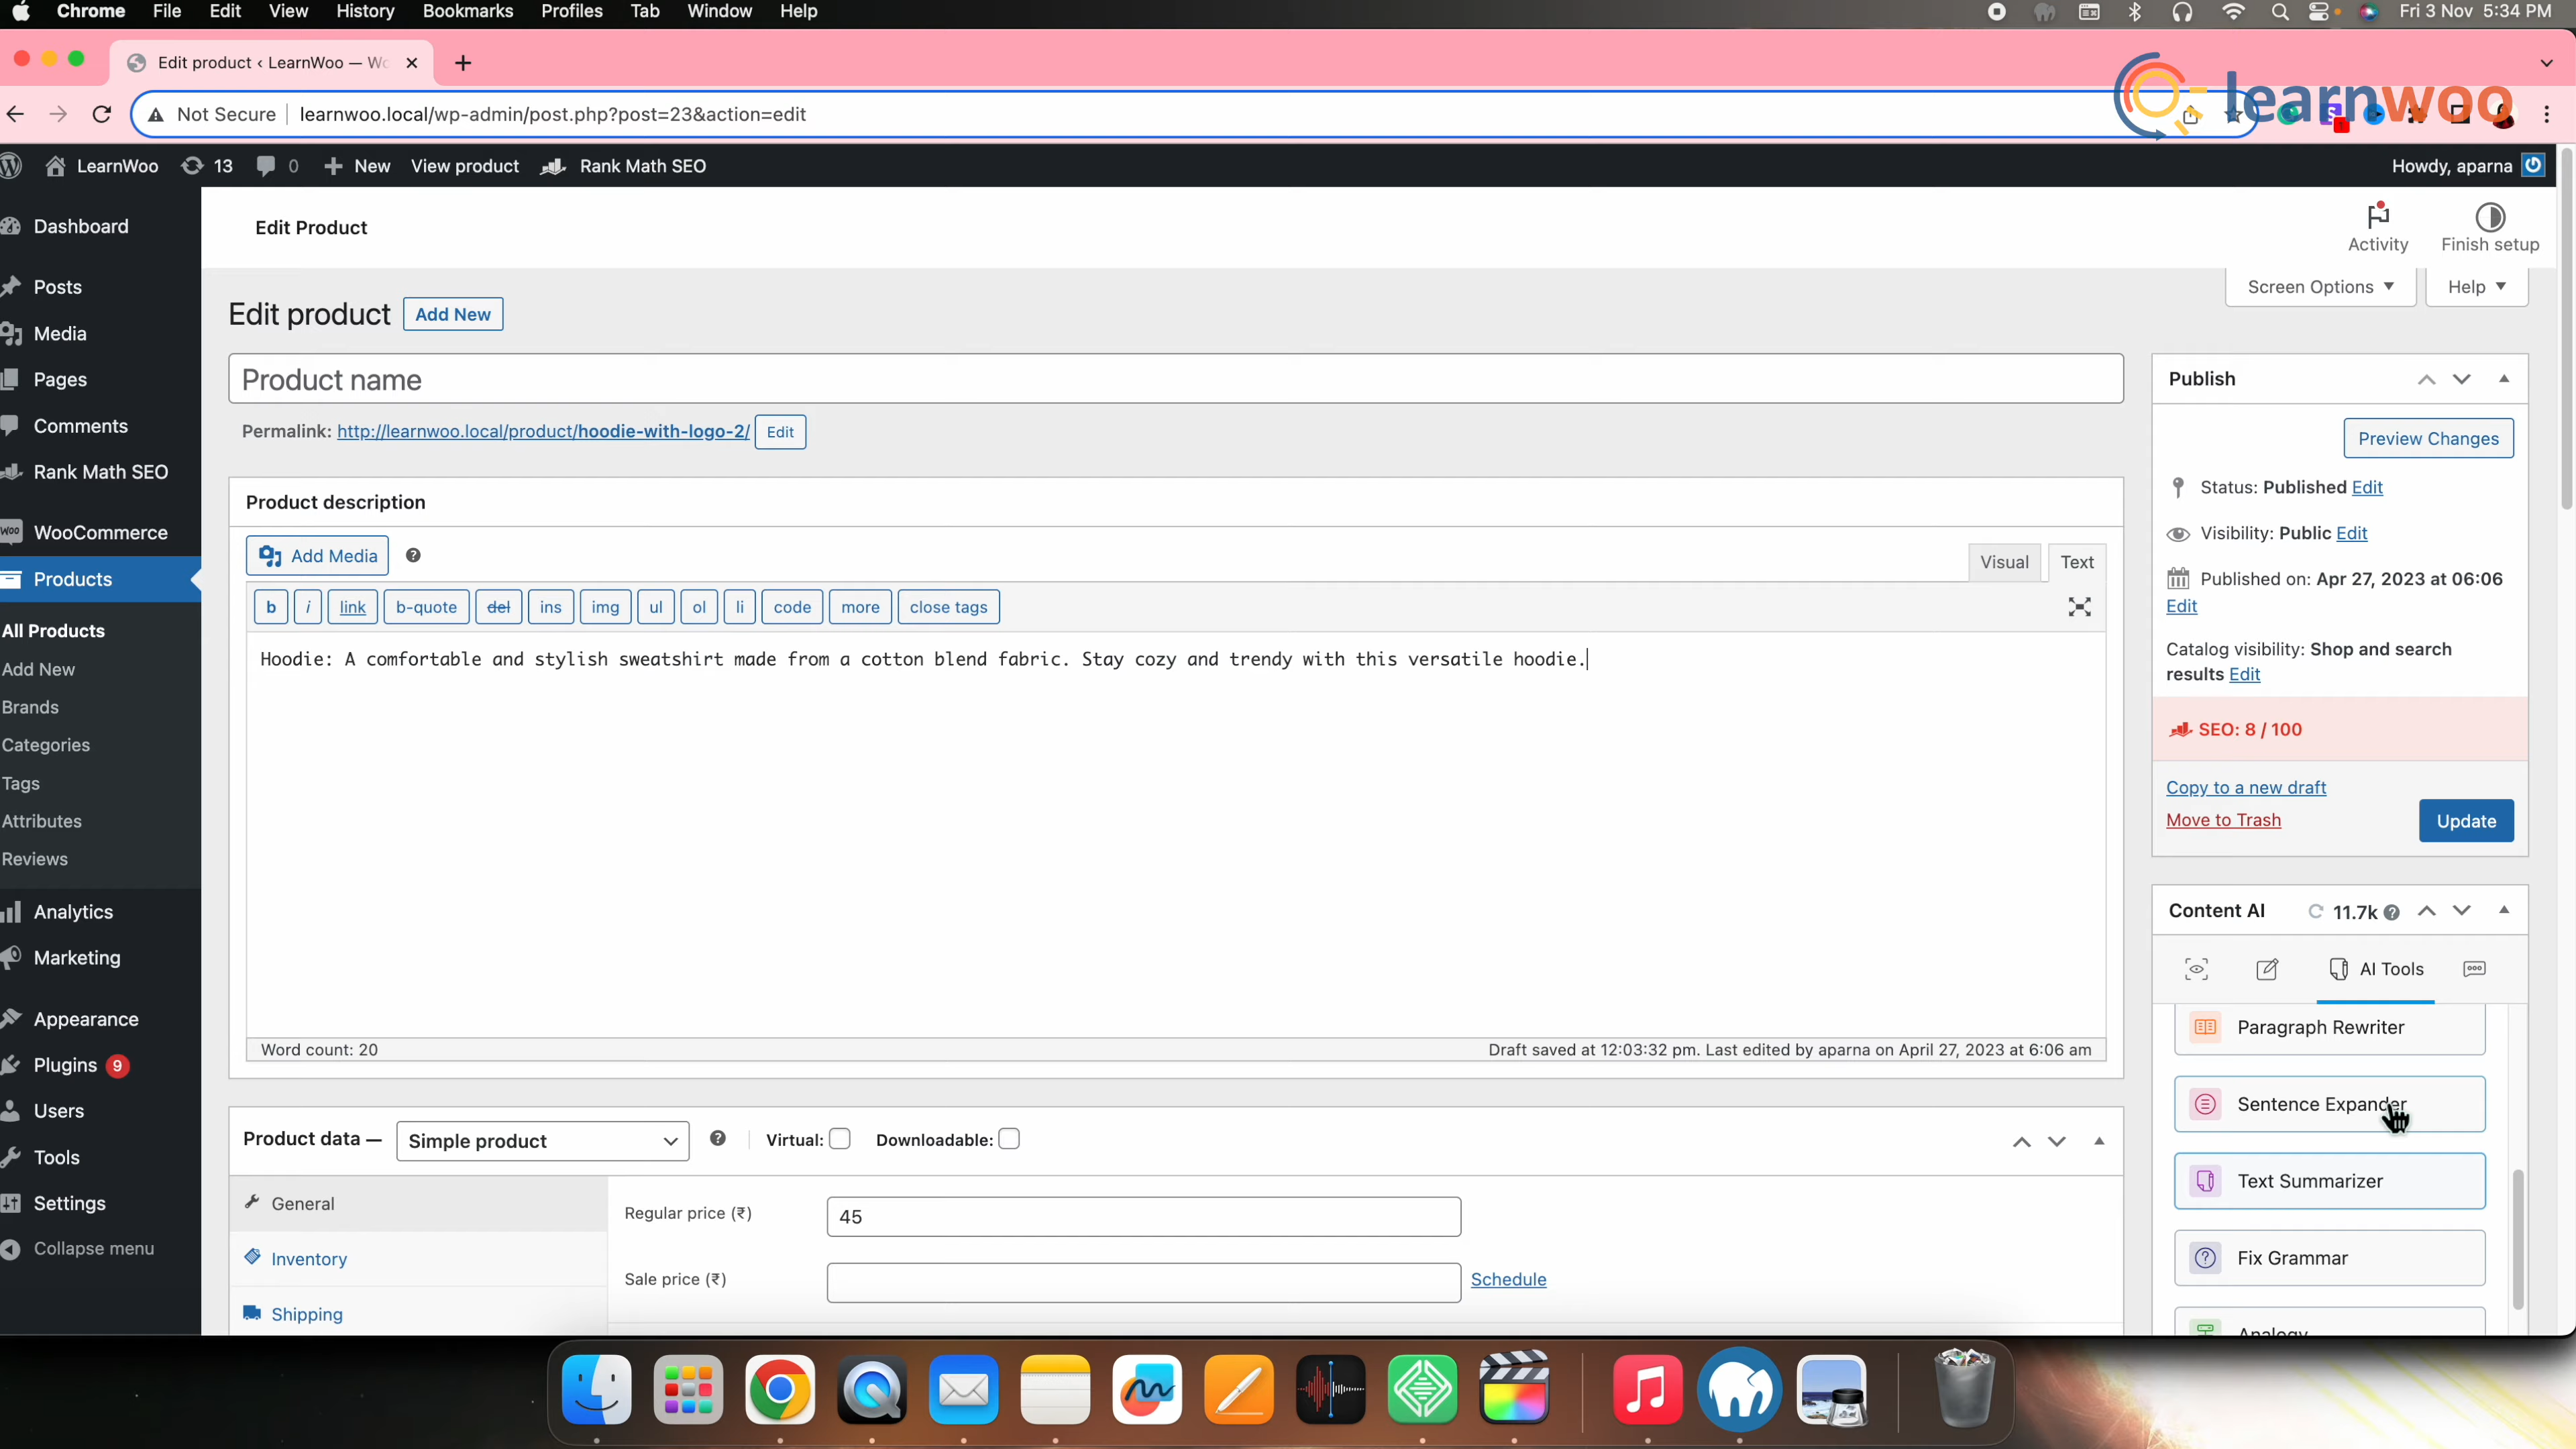 Chrome File Edit View History Bookmarks Profiles Tab Window Help Fri 3 Nov 5:34 PM
Edit product ‹ LearnWoo — Wo
Not Secure learnwoo.local/wp-admin/post.php?post=23&action=edit
learnwoo
LearnWoo 13 0 New View product Rank Math SEO Howdy, aparna
Dashboard
Posts
Media
Pages
Comments
Rank Math SEO
WooCommerce
Products
All Products
Add New
Brands
Categories
Tags
Attributes
Reviews
Analytics
Marketing
Appearance
Plugins 9
Users
Tools
Settings
Collapse menu
Edit Product
Activity Finish setup
Screen Options Help
Edit product Add New
Product name
Permalink: http://learnwoo.local/product/hoodie-with-logo-2/ Edit
Product description
Add Media
Visual Text
b i link b-quote del ins img ul ol li code more close tags
Hoodie: A comfortable and stylish sweatshirt made from a cotton blend fabric. Stay cozy and trendy with this versatile hoodie.
Word count: 20 Draft saved at 12:03:32 pm. Last edited by aparna on April 27, 2023 at 6:06 am
Product data — Simple product Virtual: Downloadable:
General
Inventory
Shipping
Regular price (₹) 45
Sale price (₹) Schedule
Publish
Preview Changes
Status: Published Edit
Visibility: Public Edit
Published on: Apr 27, 2023 at 06:06
Edit
Catalog visibility: Shop and search
results Edit
SEO: 8 / 100
Copy to a new draft
Move to Trash Update
Content AI 11.7k
AI Tools
Paragraph Rewriter
Sentence Expander
Text Summarizer
Fix Grammar
Analogy